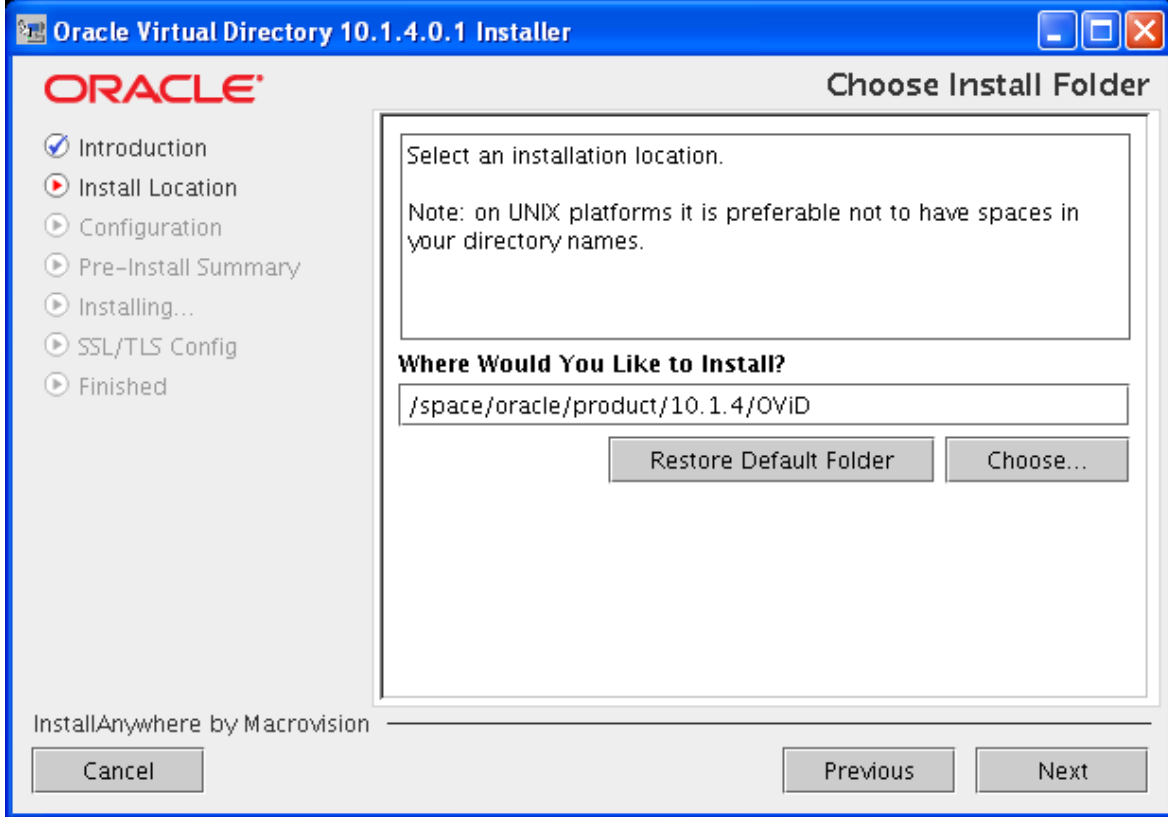 Oracle Virtual Directory 10.1.4.0.1 Installer
ORACLE
Choose Install Folder
Introduction
Install Location
Configuration
Pre-Install Summary
Installing...
SSL/TLS Config
Finished
Select an installation location.
Note: on UNIX platforms it is preferable not to have spaces in
your directory names.
Where Would You Like to Install?
/space/oracle/product/10.1.4/OViD
Restore Default Folder
Choose...
InstallAnywhere by Macrovision
Cancel
Previous
Next